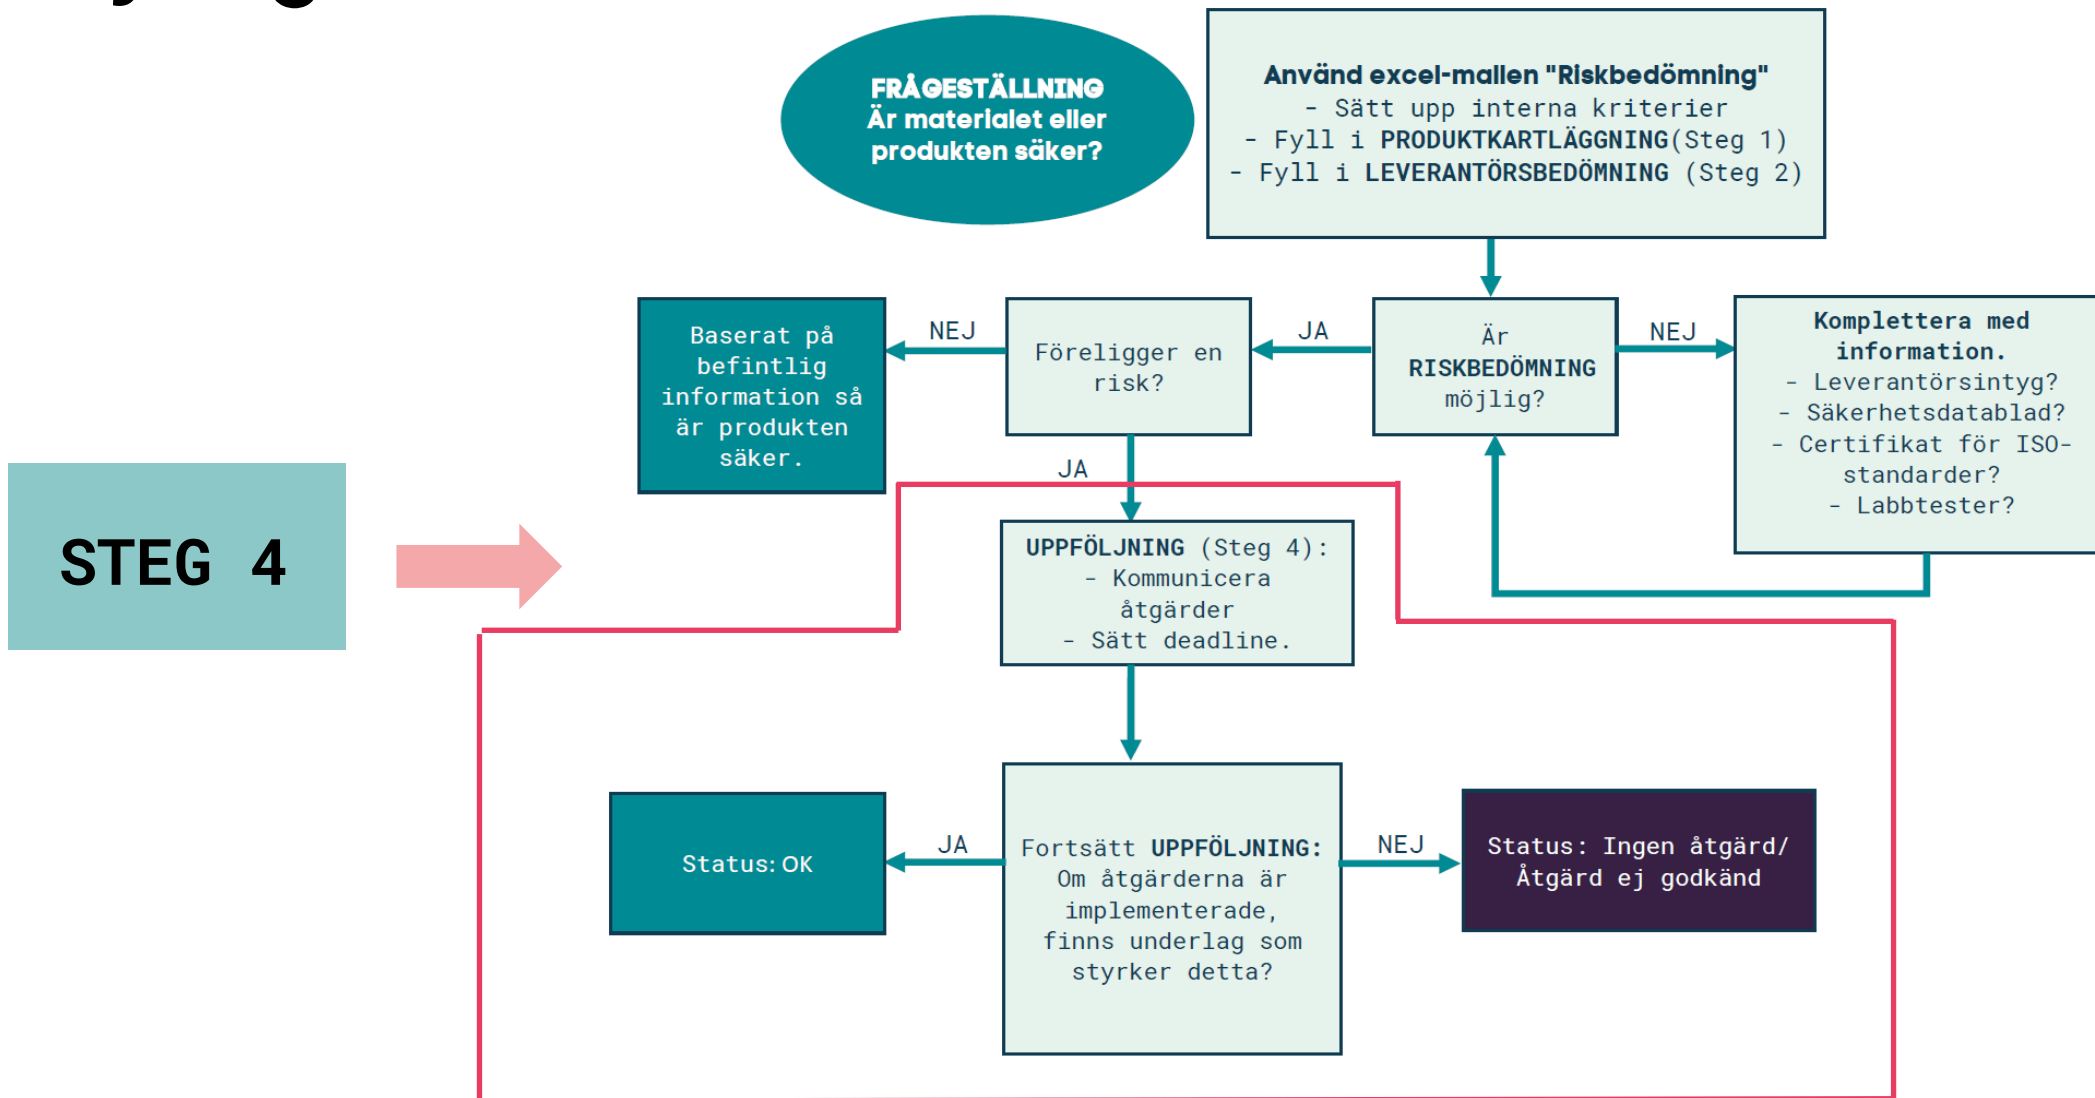 FRÅGESTÄLLNING
Är materialet eller
produkten säker?
Använd excel-mallen "Riskbedömning"
- Sätt upp interna kriterier
- Fyll i PRODUKTKARTLÄGGNING(Steg 1)
- Fyll i LEVERANTÖRSBEDÖMNING (Steg 2)
Baserat på
befintlig
information så
är produkten
säker.
NEJ
Föreligger en
risk?
JA
Är
RISKBEDÖMNING
möjlig?
NEJ
Komplettera med
information.
- Leverantörsintyg?
- Säkerhetsdatablad?
- Certifikat för ISO-
standarder?
- Labbtester?
JA
STEG 4
UPPFÖLJNING (Steg 4):
- Kommunicera
åtgärder
- Sätt deadline.
Status: OK
JA
Fortsätt UPPFÖLJNING:
Om åtgärderna är
implementerade,
finns underlag som
styrker detta?
NEJ
Status: Ingen åtgärd/
Åtgärd ej godkänd